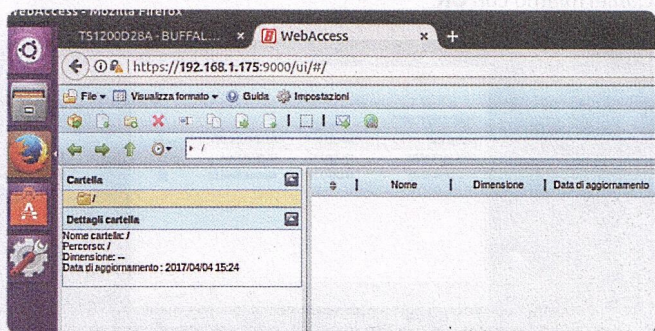 WebAccess - Mozilla Firefox
TS1200D28A - BUFFAL... × WebAccess × +
https://192.168.1.175:9000/ui/#/
File Visualizza formato Guida Impostazioni
/
Cartella
/
Nome Dimensione Data di aggiornamento
Dettagli cartella
Nome cartella: /
Percorso: /
Dimensione: --
Data di aggiornamento : 2017/04/04 15:24